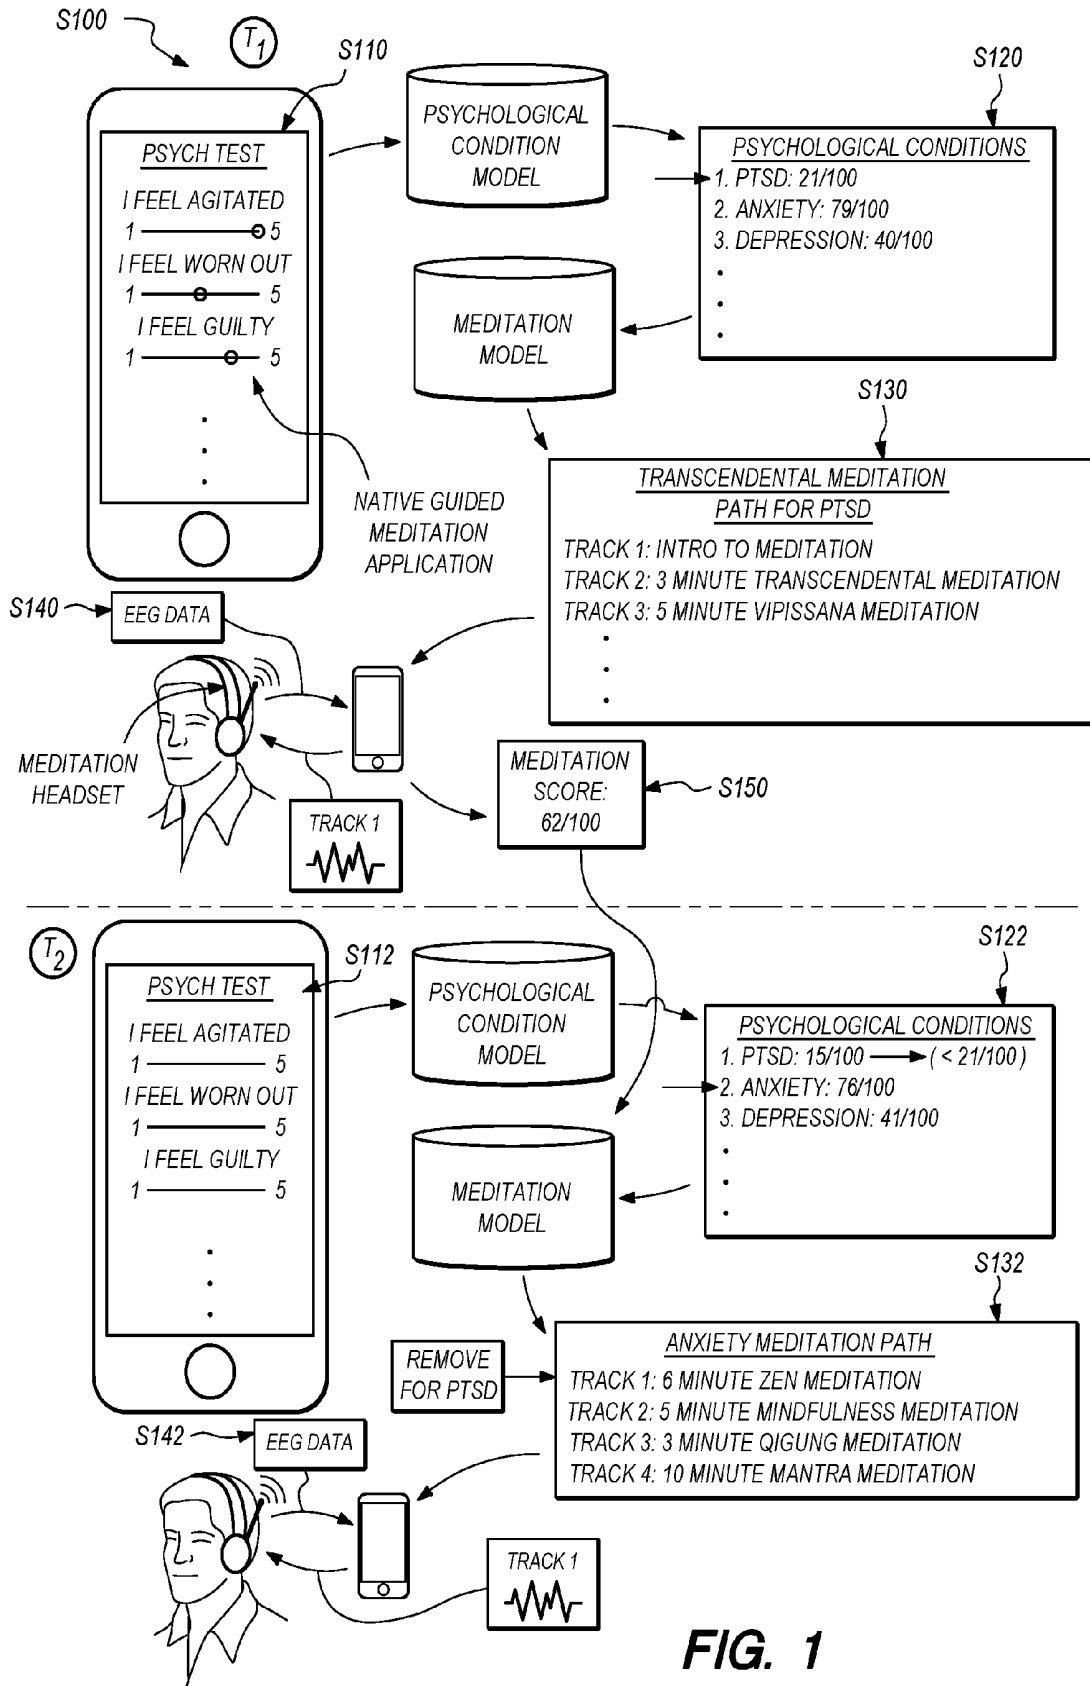 S100
T1
S110
PSYCH TEST
I FEEL AGITATED
1 5
I FEEL WORN OUT
1 5
I FEEL GUILTY
1 5
NATIVE GUIDED
MEDITATION
APPLICATION
PSYCHOLOGICAL
CONDITION
MODEL
S120
PSYCHOLOGICAL CONDITIONS
1. PTSD: 21/100
2. ANXIETY: 79/100
3. DEPRESSION: 40/100
MEDITATION
MODEL
S130
TRANSCENDENTAL MEDITATION
PATH FOR PTSD
TRACK 1: INTRO TO MEDITATION
TRACK 2: 3 MINUTE TRANSCENDENTAL MEDITATION
TRACK 3: 5 MINUTE VIPISSANA MEDITATION
S140
EEG DATA
MEDITATION
HEADSET
TRACK 1
MEDITATION
SCORE:
62/100
S150
T2
S112
PSYCH TEST
I FEEL AGITATED
1 5
I FEEL WORN OUT
1 5
I FEEL GUILTY
1 5
PSYCHOLOGICAL
CONDITION
MODEL
S122
PSYCHOLOGICAL CONDITIONS
1. PTSD: 15/100 (< 21/100)
2. ANXIETY: 76/100
3. DEPRESSION: 41/100
MEDITATION
MODEL
S132
REMOVE
FOR PTSD
ANXIETY MEDITATION PATH
TRACK 1: 6 MINUTE ZEN MEDITATION
TRACK 2: 5 MINUTE MINDFULNESS MEDITATION
TRACK 3: 3 MINUTE QIGUNG MEDITATION
TRACK 4: 10 MINUTE MANTRA MEDITATION
S142
EEG DATA
TRACK 1
FIG. 1